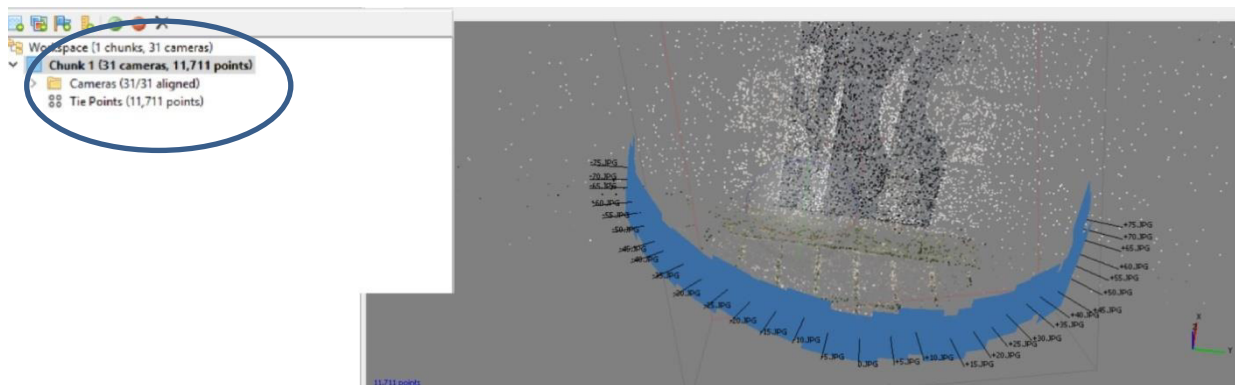 Workspace (1 chunks, 31 cameras)
Chunk 1 (31 cameras, 11,711 points)
Cameras (31/31 aligned)
Tie Points (11,711 points)
-75.JPG
-70.JPG
-65.JPG
-60.JPG
-55.JPG
-50.JPG
-45.JPG
-40.JPG
-35.JPG
-30.JPG
-25.JPG
-20.JPG
-15.JPG
-10.JPG
-5.JPG
0.JPG
+5.JPG
+10.JPG
+15.JPG
+20.JPG
+25.JPG
+30.JPG
+35.JPG
+40.JPG
+45.JPG
+50.JPG
+55.JPG
+60.JPG
+65.JPG
+70.JPG
+75.JPG
X
Y
11,711 points